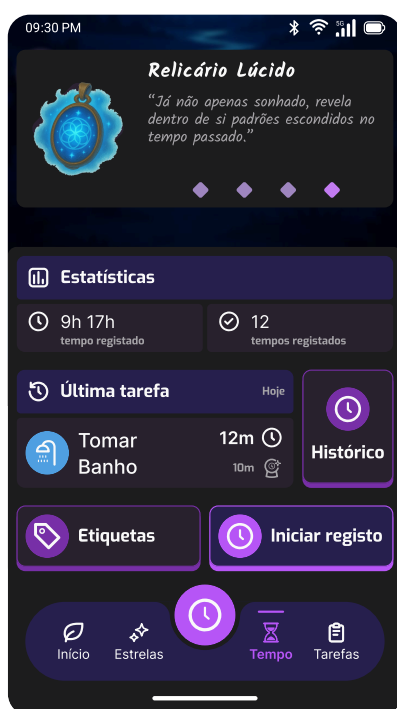 09:30 PM
5G
Relicário Lúcido
“Já não apenas sonhado, revela
dentro de si padrões escondidos no
tempo passado.”
Estatísticas
9h 17h
tempo registado
12
tempos registados
Última tarefa
Hoje
Tomar
Banho
12m
10m
Histórico
Etiquetas
Iniciar registo
Início
Estrelas
Tempo
Tarefas